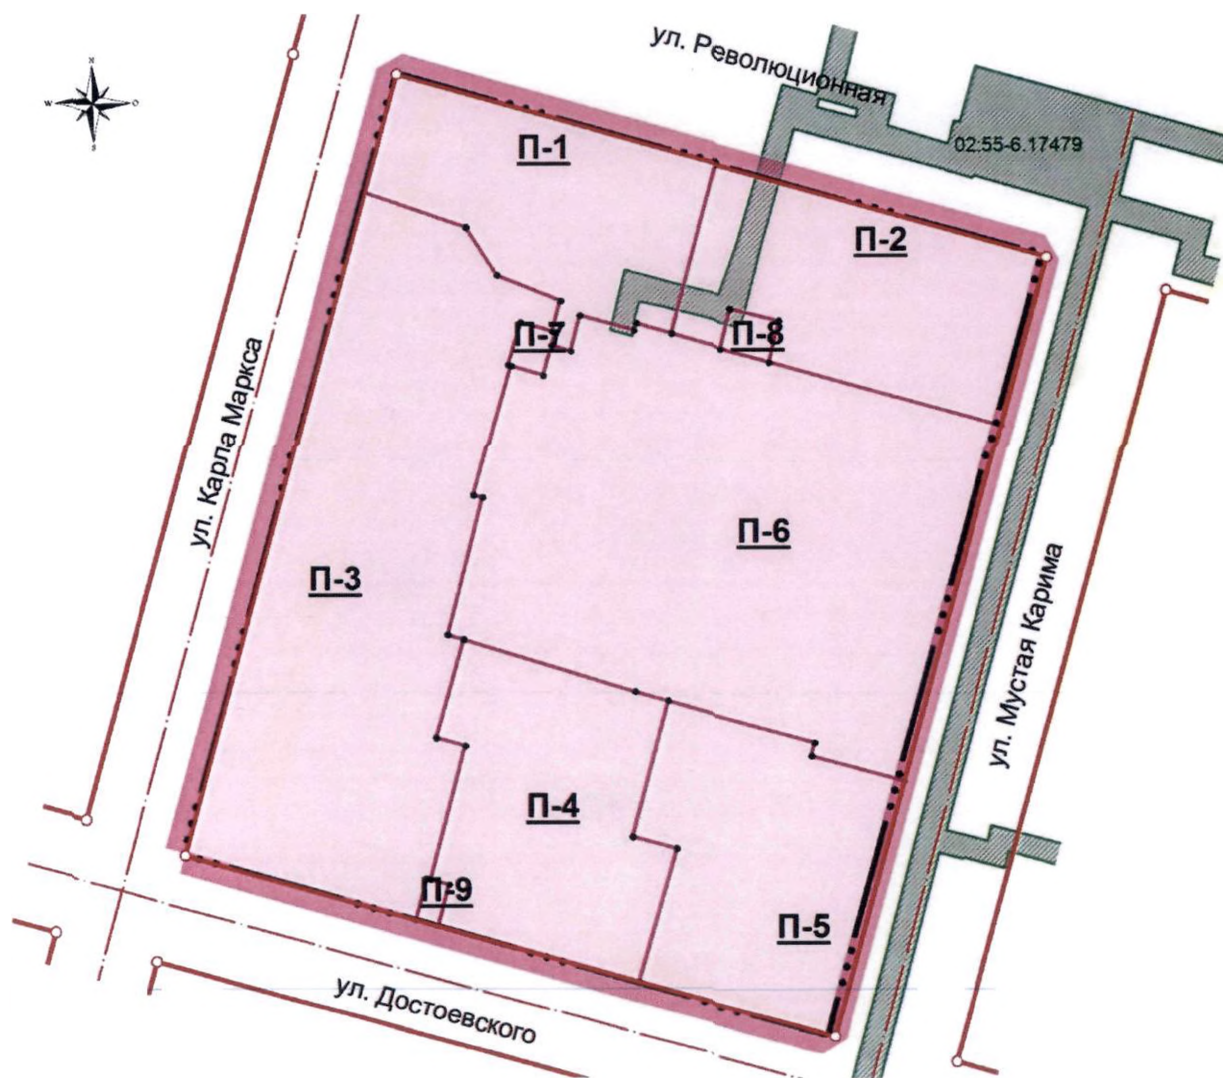 ул. Революционная
N
W
O
S
02:55-6.17479
П-1
П-2
П-7
П-8
ул. Карла Маркса
П-6
П-3
ул. Мустая Карима
П-4
П-9
П-5
ул. Достоевского